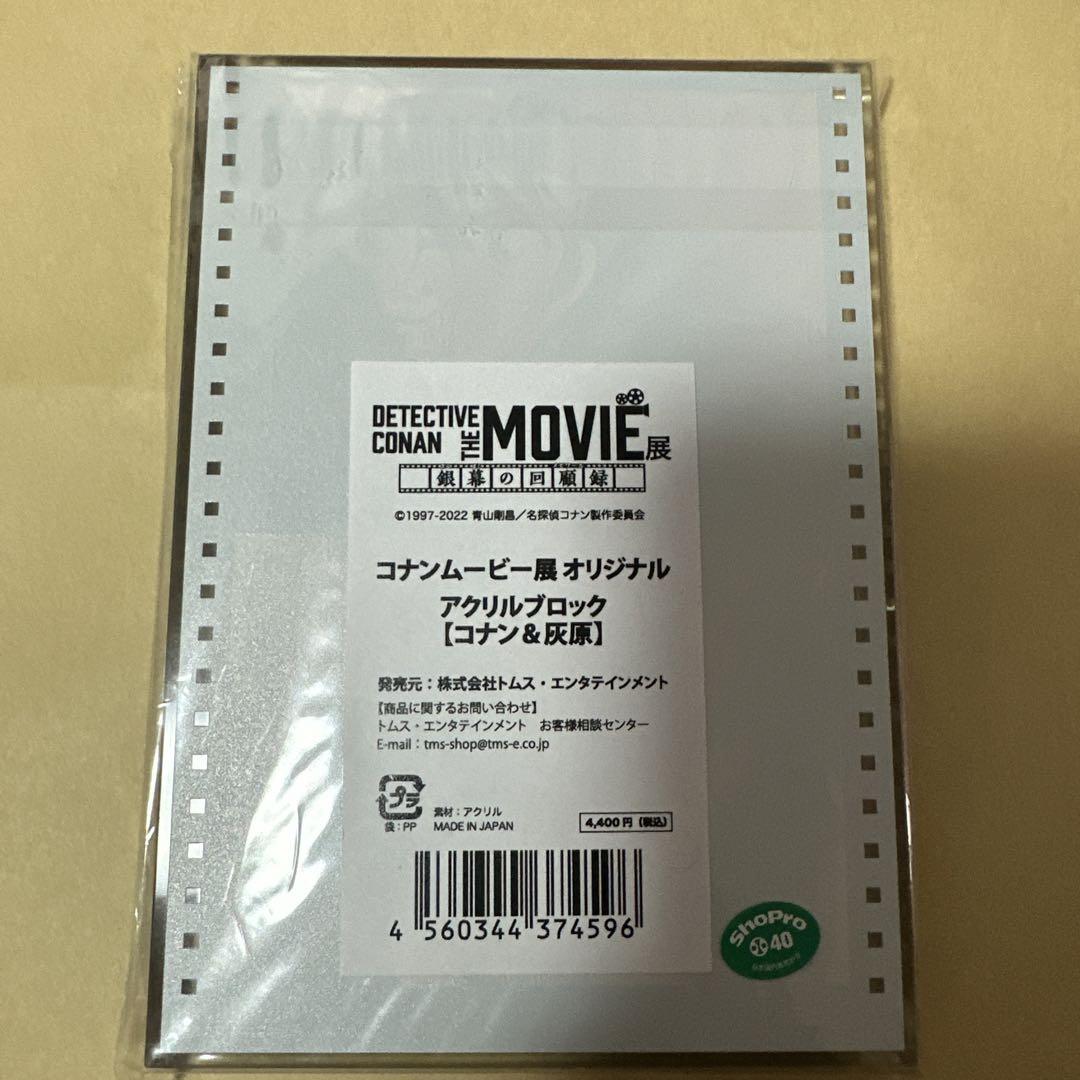 DETECTIVE
CONAN
THE MOVIE展
銀幕の回顧録
©1997-2022 青山剛昌／名探偵コナン製作委員会
コナンムービー展 オリジナル
アクリルブロック
【コナン＆灰原】
発売元：株式会社トムス・エンタテインメント
【商品に関するお問い合わせ】
トムス・エンタテインメント　お客様相談センター
E-mail：tms-shop@tms-e.co.jp
プラ
袋：PP
素材：アクリル
MADE IN JAPAN
4,400円（税込）
4 560344 374596
ShoPro
40